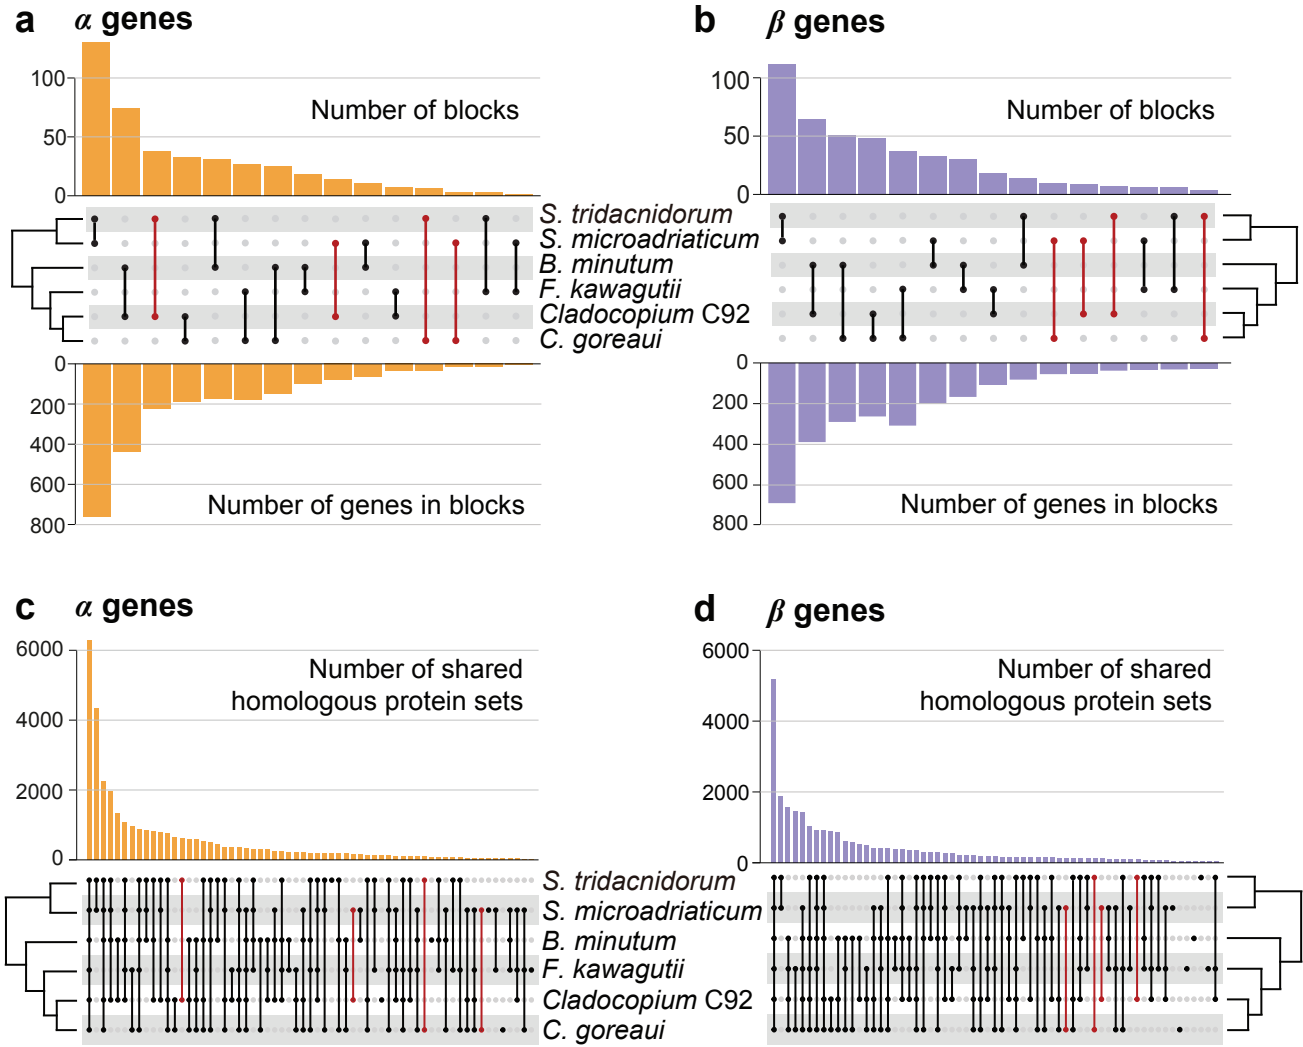 a α genes
100
50
0
Number of blocks
S. tridacnidorum
S. microadriaticum
B. minutum
F. kawagutii
Cladocopium C92
C. goreaui
0
200
400
600
800
Number of genes in blocks
b β genes
100
50
0
Number of blocks
0
200
400
600
800
Number of genes in blocks
c α genes
6000
4000
2000
0
Number of shared
homologous protein sets
S. tridacnidorum
S. microadriaticum
B. minutum
F. kawagutii
Cladocopium C92
C. goreaui
d β genes
6000
4000
2000
0
Number of shared
homologous protein sets